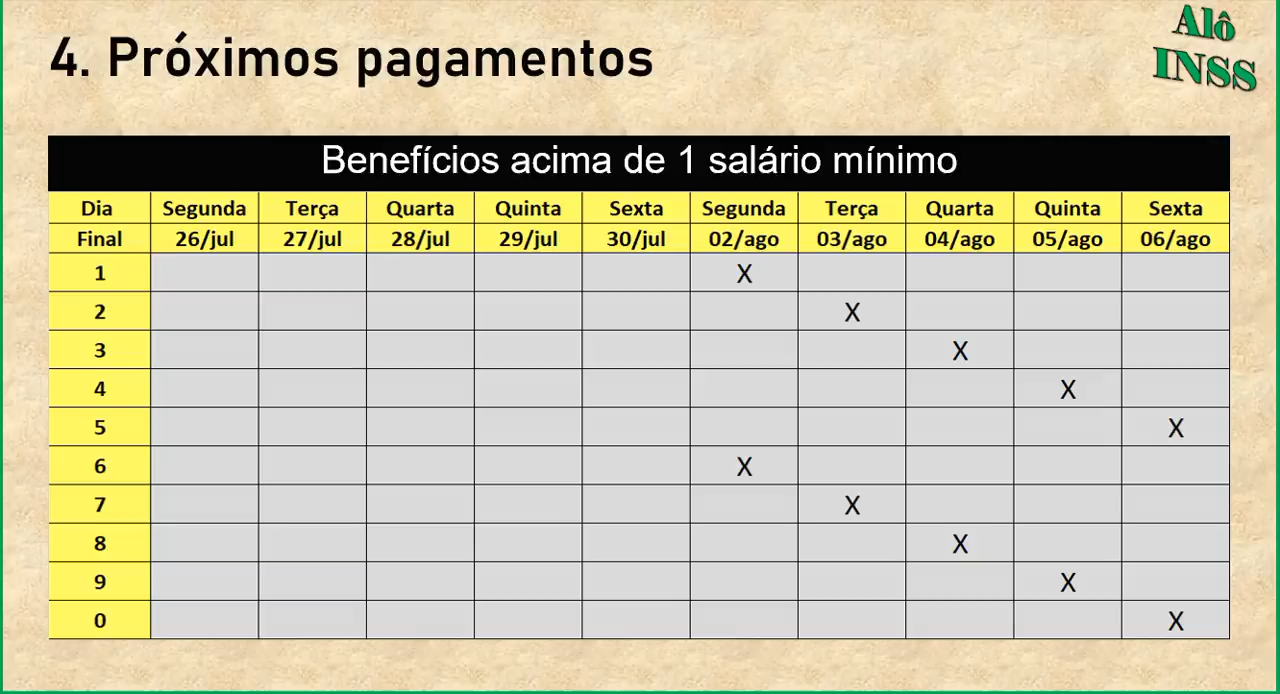 4. Próximos pagamentos
Alô
INSS
Benefícios acima de 1 salário mínimo
Dia Segunda Terça Quarta Quinta Sexta Segunda Terça Quarta Quinta Sexta
Final 26/jul 27/jul 28/jul 29/jul 30/jul 02/ago 03/ago 04/ago 05/ago 06/ago
1 X
2 X
3 X
4 X
5 X
6 X
7 X
8 X
9 X
0 X